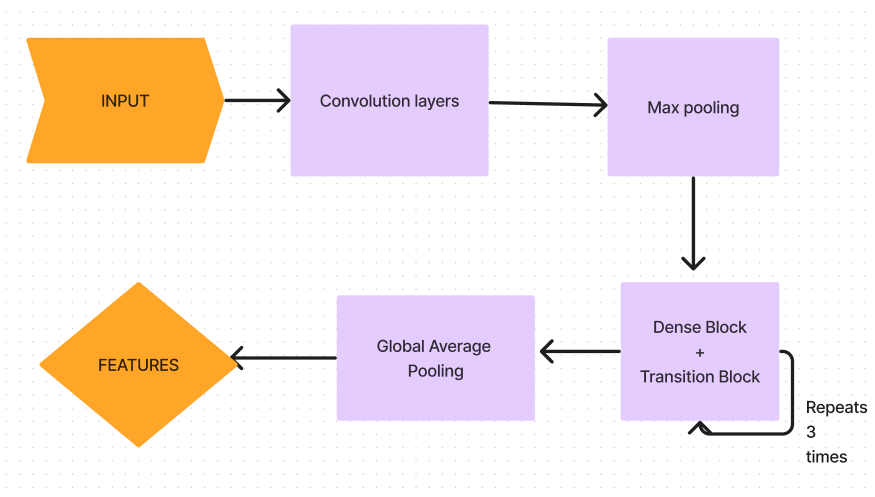 INPUT
Convolution layers
Max pooling
Dense Block
+
Transition Block
Repeats
3
times
Global Average
Pooling
FEATURES